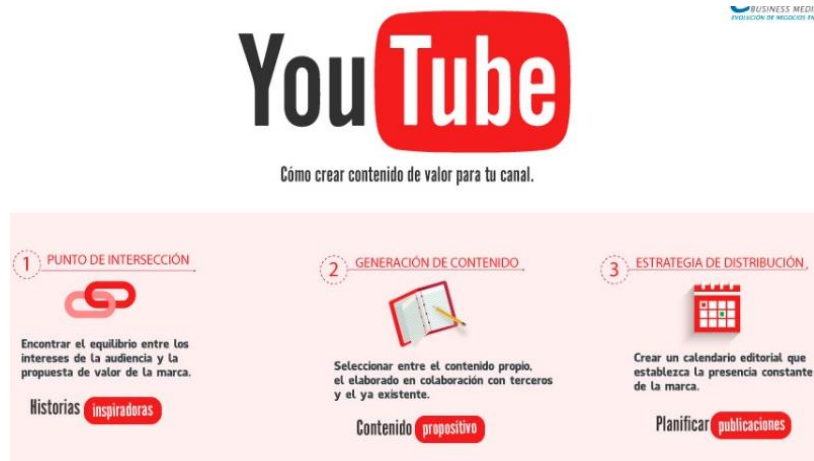 BUSINESS MEDI
EVOLUCIÓN DE NEGOCIOS EN
YouTube
Cómo crear contenido de valor para tu canal.
1 PUNTO DE INTERSECCIÓN
Encontrar el equilibrio entre los
intereses de la audiencia y la
propuesta de valor de la marca.
Historias inspiradoras
2 GENERACIÓN DE CONTENIDO
Seleccionar entre el contenido propio,
el elaborado en colaboración con terceros
y el ya existente.
Contenido propositivo
3 ESTRATEGIA DE DISTRIBUCIÓN
Crear un calendario editorial que
establezca la presencia constante
de la marca.
Planificar publicaciones